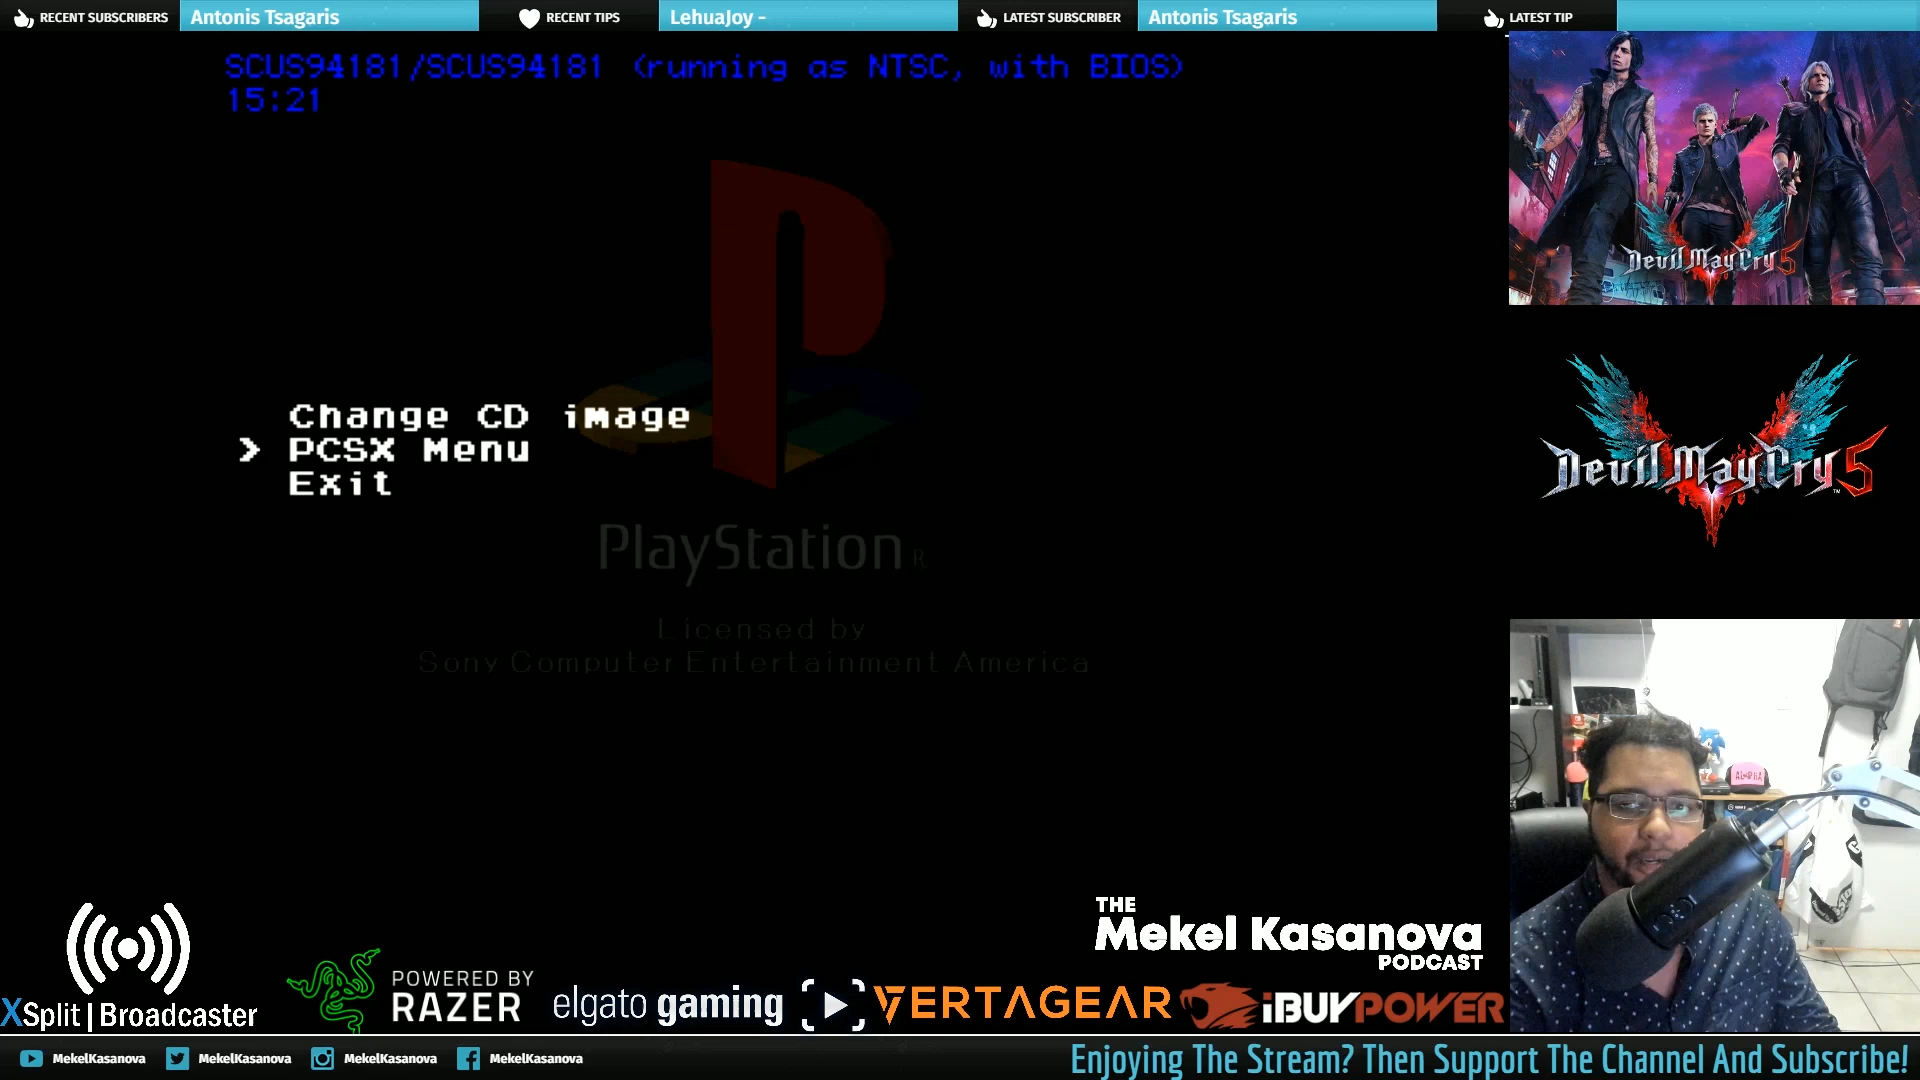 RECENT SUBSCRIBERS
Antonis Tsagaris
RECENT TIPS
LehuaJoy -
LATEST SUBSCRIBER
Antonis Tsagaris
LATEST TIP
SCUS94181/SCUS94181 (running as NTSC, with BIOS)
15:21
Devil May Cry 5
Change CD image
> PCSX Menu
Exit
Devil May Cry 5
TM
PlayStation
R
Licensed by
Sony Computer Entertainment America
ALOHA
THE
Mekel Kasanova
PODCAST
XSplit | Broadcaster
POWERED BY
RAZER
elgato gaming
VERTAGEAR
iBUYPOWER
MekelKasanova
MekelKasanova
MekelKasanova
MekelKasanova
Enjoying The Stream? Then Support The Channel And Subscribe!